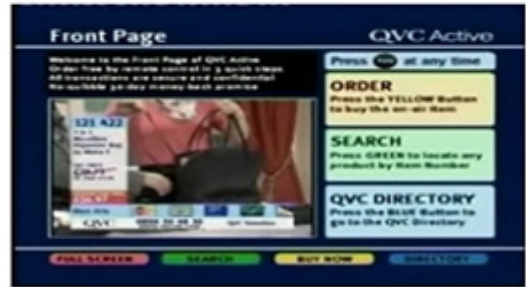 Front Page
QVC Active
Welcome to the Front Page of QVC Active
Order free by remote control in 3 quick steps
All transactions are secure and confidential
No quibble 30-day money back promise
Press at any time
ORDER
Press the YELLOW Button
to buy the on-air item
SEARCH
Press GREEN to locate any
product by Item Number
QVC DIRECTORY
Press the BLUE Button to
go to the QVC Directory
121 422
QVC
FULL SCREEN
SEARCH
BUY NOW
DIRECTORY